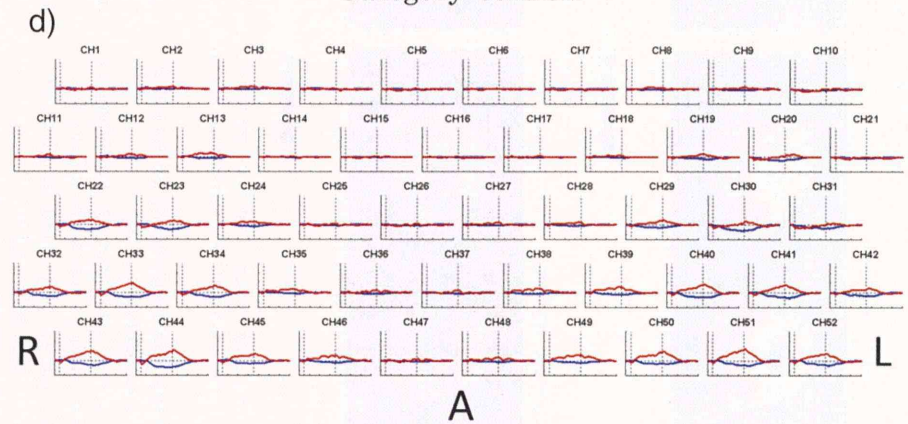 d)
CH1 CH2 CH3 CH4 CH5 CH6 CH7 CH8 CH9 CH10
CH11 CH12 CH13 CH14 CH15 CH16 CH17 CH18 CH19 CH20 CH21
CH22 CH23 CH24 CH25 CH26 CH27 CH28 CH29 CH30 CH31
CH32 CH33 CH34 CH35 CH36 CH37 CH38 CH39 CH40 CH41 CH42
CH43 CH44 CH45 CH46 CH47 CH48 CH49 CH50 CH51 CH52
R L
A